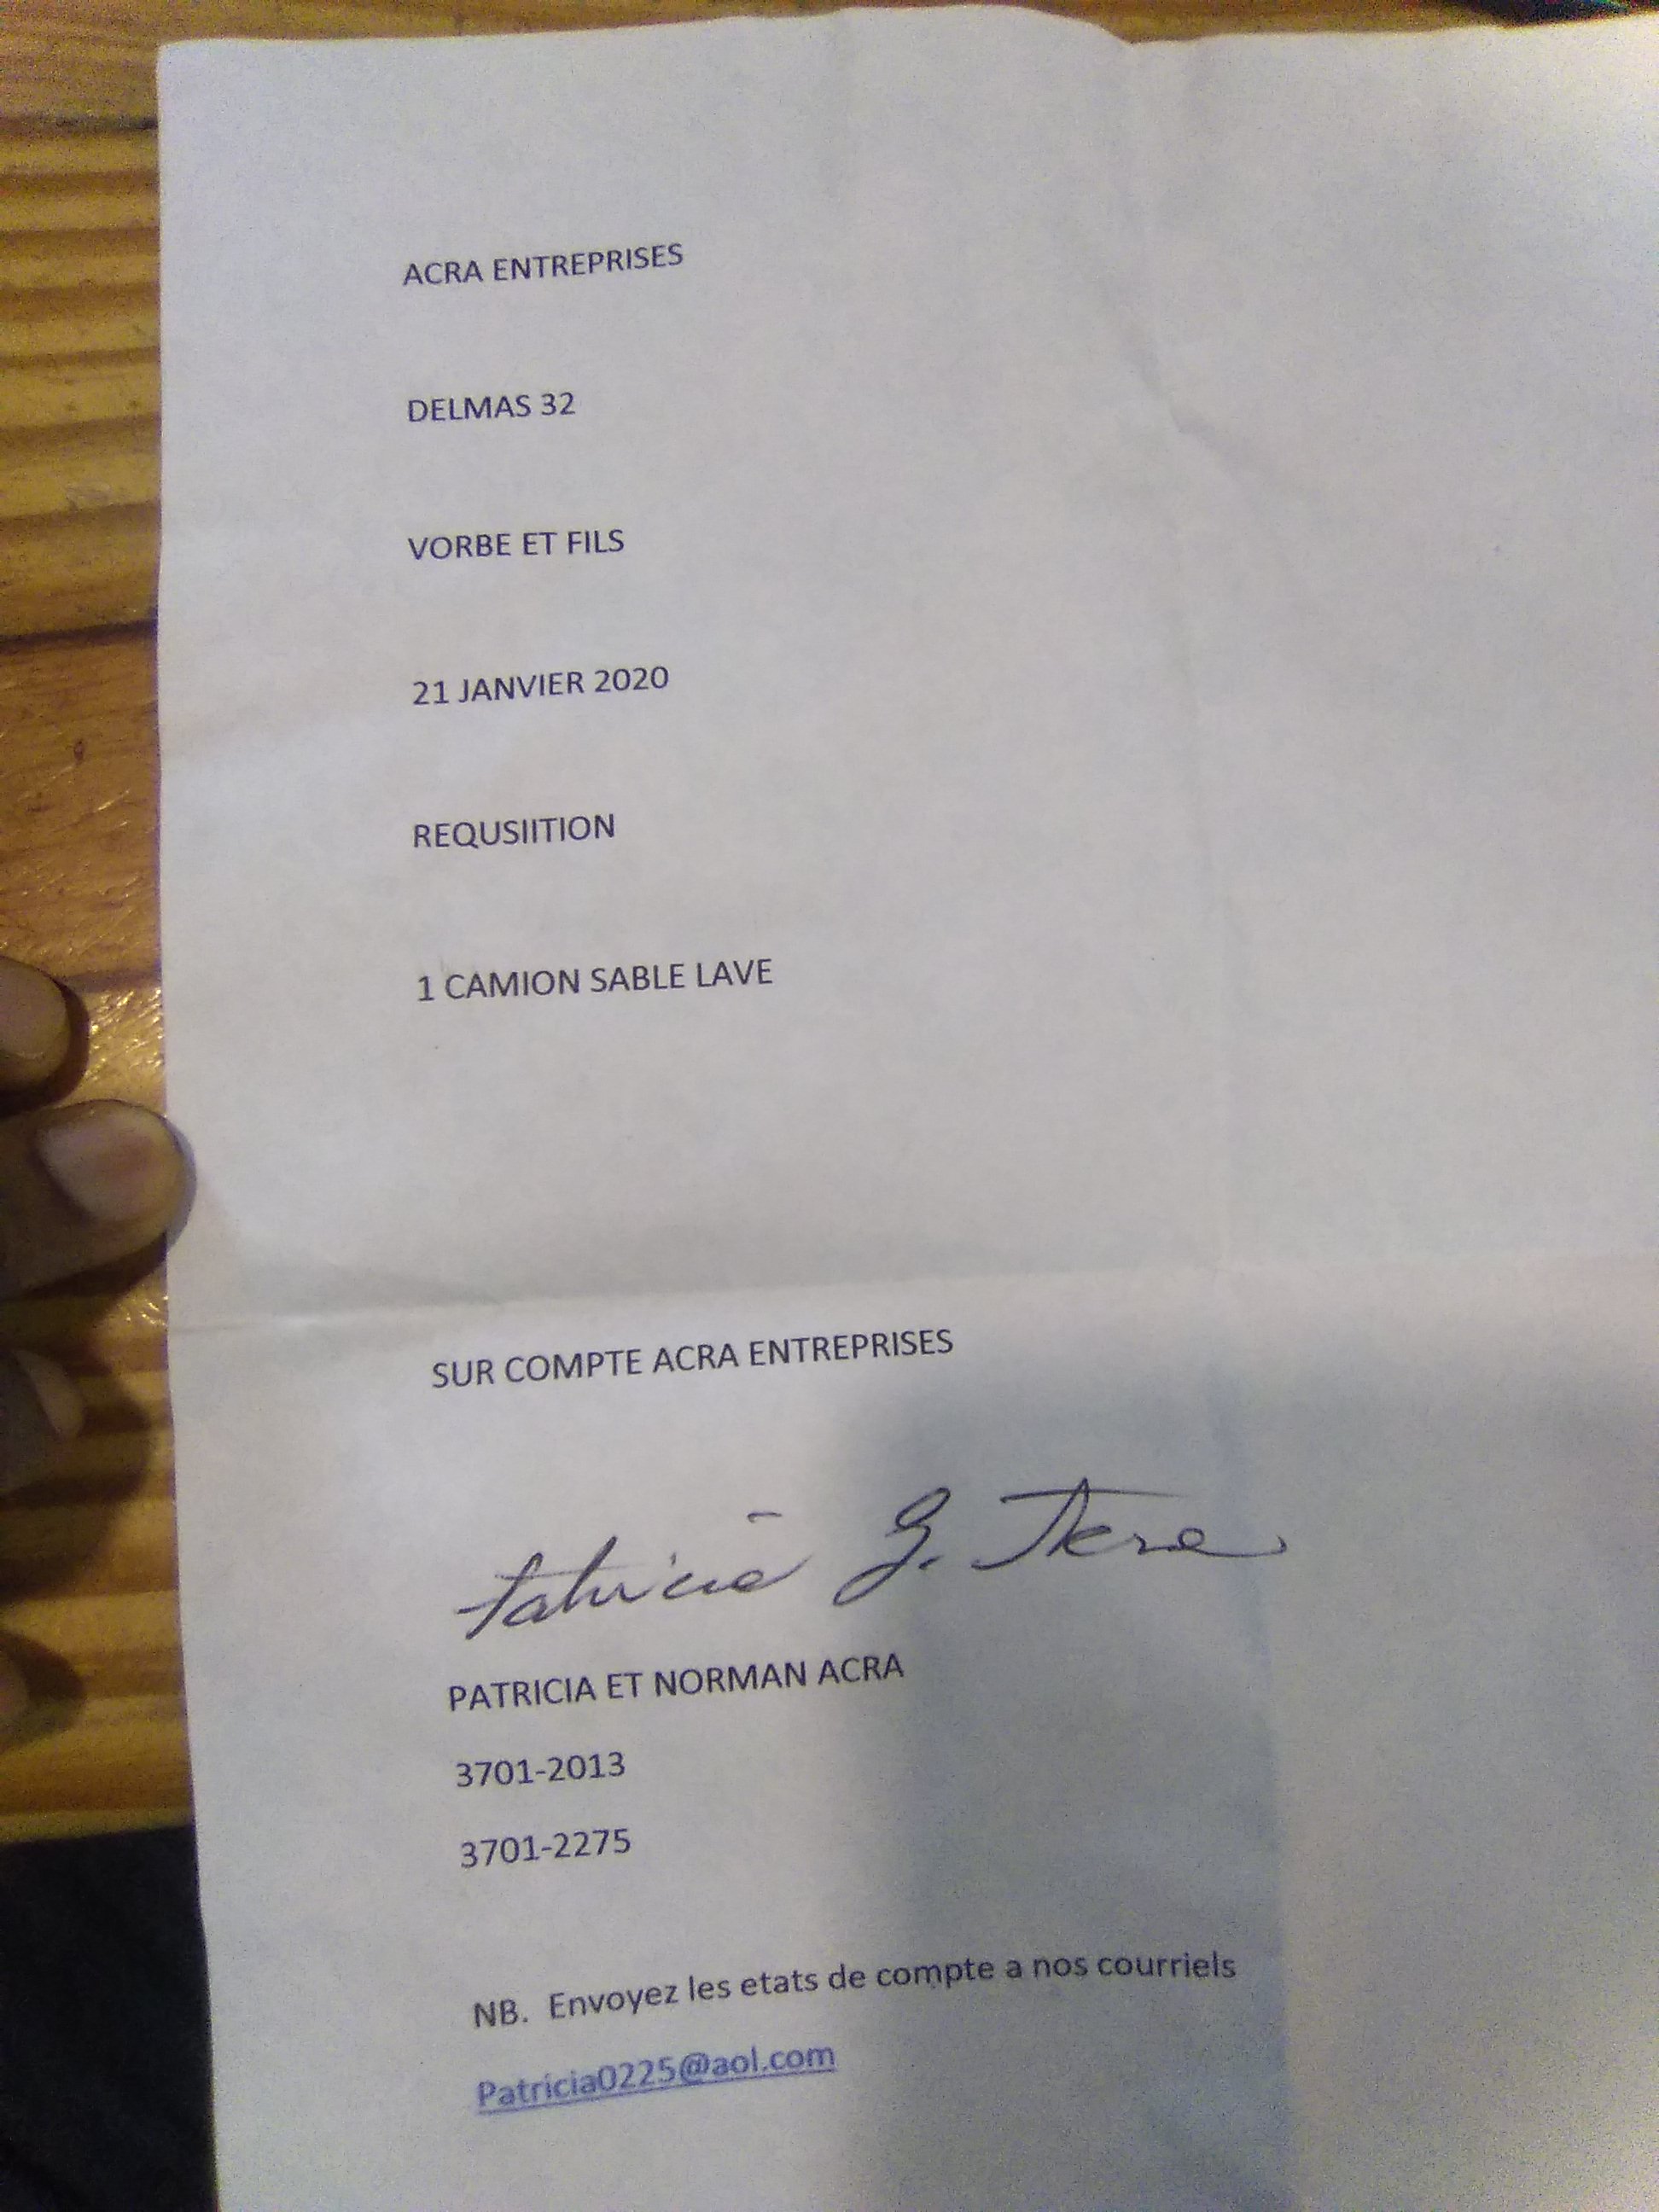 ACRA ENTREPRISES
DELMAS 32
VORBE ET FILS
21 JANVIER 2020
REQUSIITION
1 CAMION SABLE LAVE
SUR COMPTE ACRA ENTREPRISES
Patricia G. Acra
PATRICIA ET NORMAN ACRA
3701-2013
3701-2275
NB. Envoyez les etats de compte a nos courriels
Patricia0225@aol.com